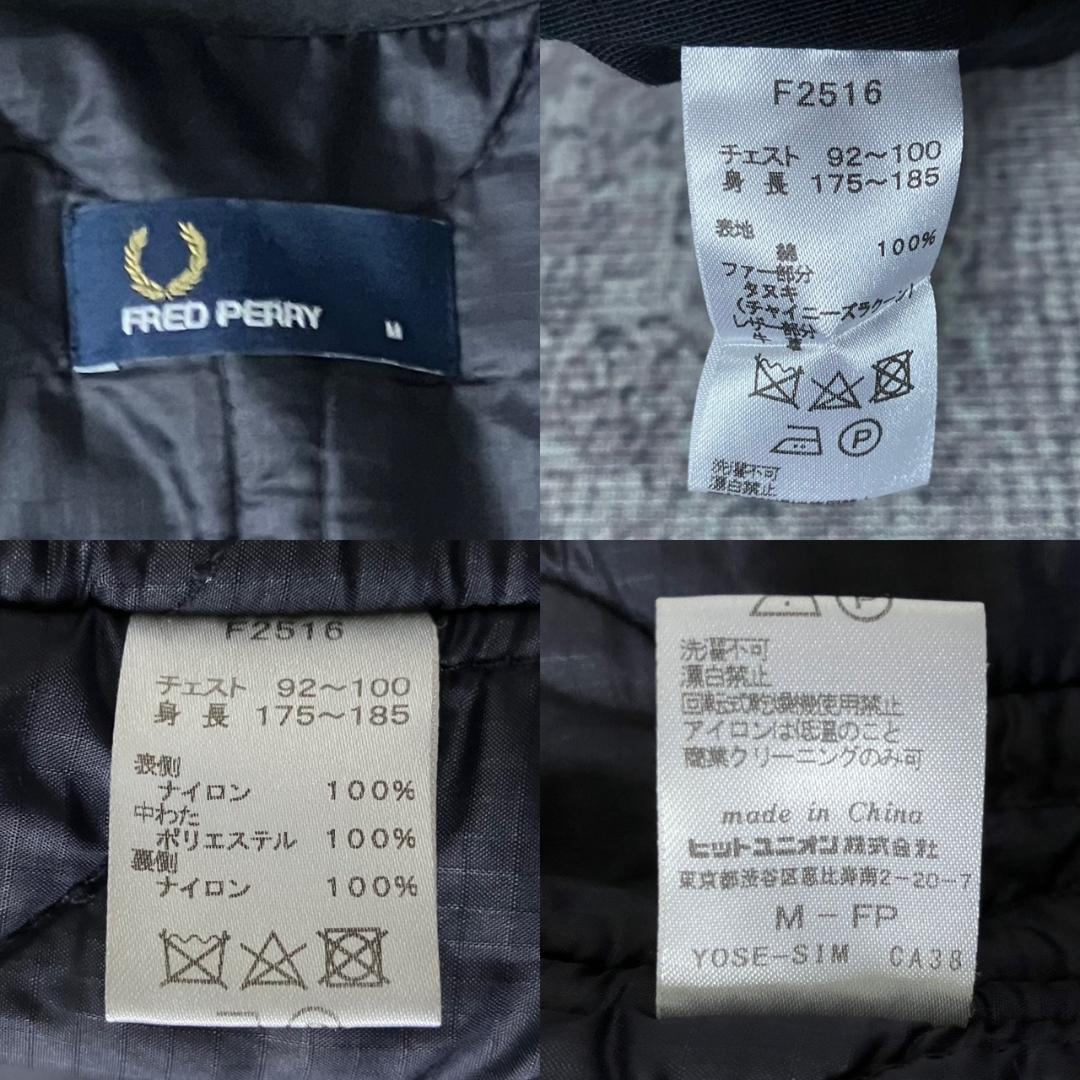 FRED PERRY
M
F2516
チェスト 92〜100
身長 175〜185
表地
綿 100%
ファー部分
タヌキ
(チャイニーズラクーン)
レザー部分
牛革
P
洗濯不可
漂白禁止
F2516
チェスト 92〜100
身長 175〜185
表側
ナイロン 100%
中わた
ポリエステル 100%
裏側
ナイロン 100%
P
洗濯不可
漂白禁止
回転式乾燥機使用禁止
アイロンは低温のこと
商業クリーニングのみ可
made in China
ヒットユニオン株式会社
東京都渋谷区恵比寿南2-20-7
M-FP
YOSE-SIM CA38